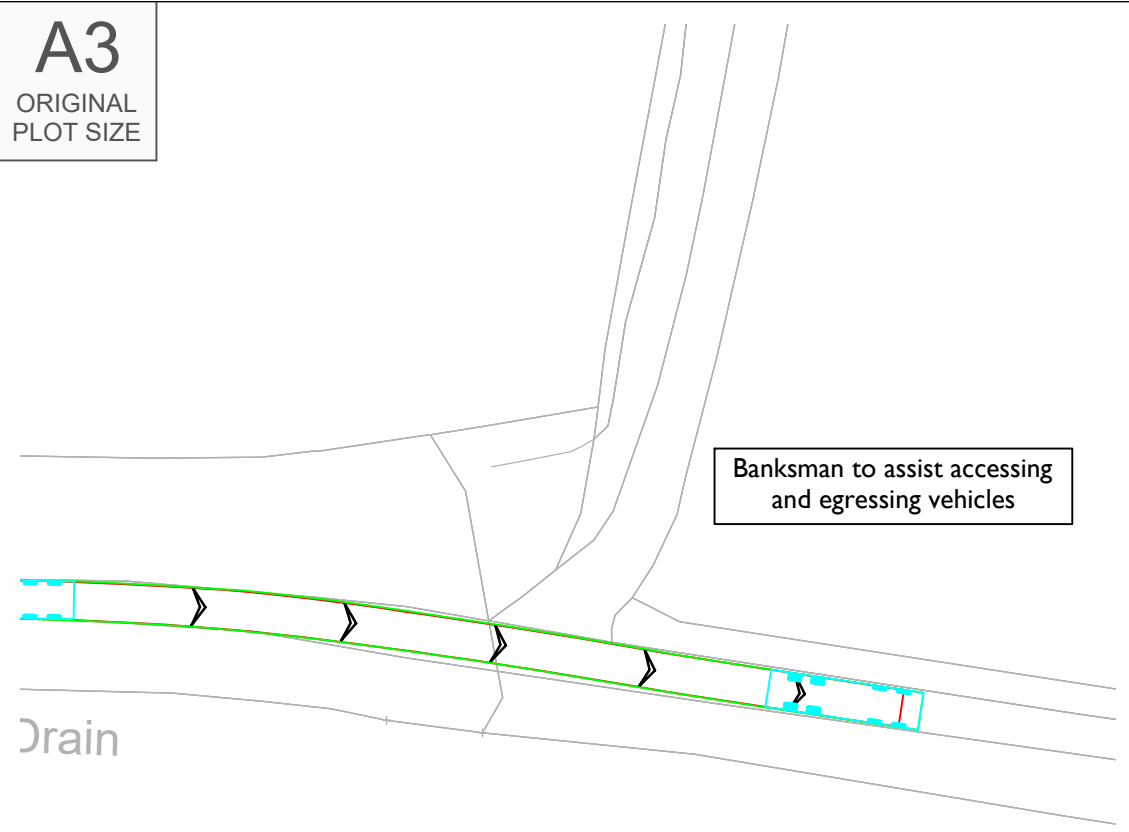 A3
ORIGINAL
PLOT SIZE
Banksman to assist accessing
and egressing vehicles
Drain